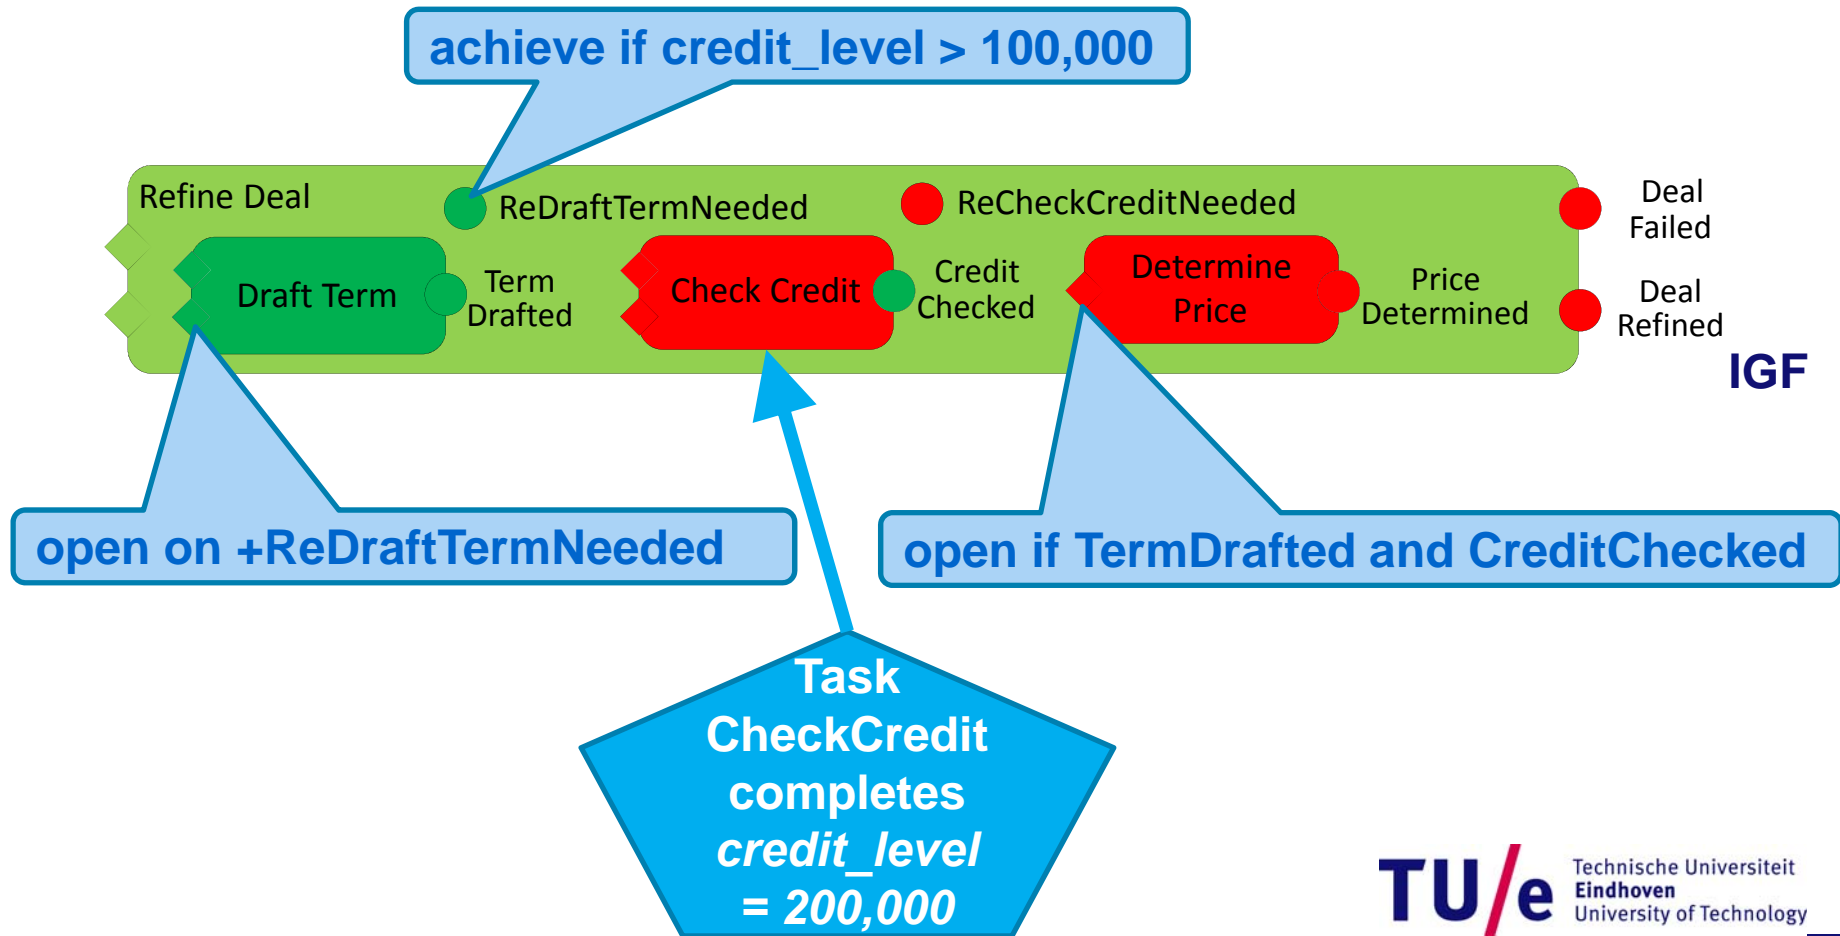 achieve if credit_level > 100,000
Refine Deal
ReDraftTermNeeded
ReCheckCreditNeeded
Deal
Failed
Draft Term
Term
Drafted
Check Credit
Credit
Checked
Determine
Price
Price
Determined
Deal
Refined
IGF
open on +ReDraftTermNeeded
open if TermDrafted and CreditChecked
Task
CheckCredit
completes
credit_level
= 200,000
TU/e
Technische Universiteit
Eindhoven
University of Technology